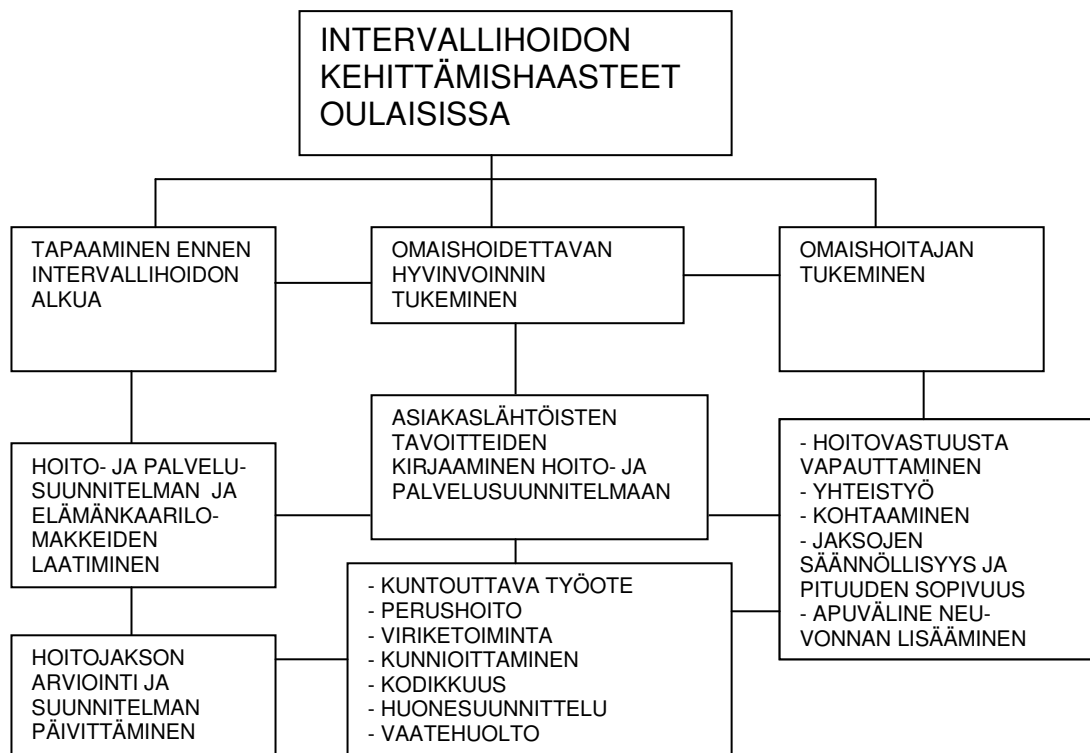 INTERVALLIHOIDON
KEHITTÄMISHAASTEET
OULAISISSA
TAPAAMINEN ENNEN
INTERVALLIHOIDON
ALKUA
OMAISHOIDETTAVAN
HYVINVOINNIN
TUKEMINEN
OMAISHOITAJAN
TUKEMINEN
HOITO- JA PALVELU-
SUUNNITELMAN JA
ELÄMÄNKAARILO-
MAKKEIDEN
LAATIMINEN
ASIAKASLÄHTÖISTEN
TAVOITTEIDEN
KIRJAAMINEN HOITO- JA
PALVELUSUUNNITELMAAN
- HOITOVASTUUSTA
VAPAUTTAMINEN
- YHTEISTYÖ
- KOHTAAMINEN
- JAKSOJEN
SÄÄNNÖLLISYYS JA
PITUUDEN SOPIVUUS
- APUVÄLINE NEU-
VONNAN LISÄÄMINEN
HOITOJAKSON
ARVIOINTI JA
SUUNNITELMAN
PÄIVITTÄMINEN
- KUNTOUTTAVA TYÖOTE
- PERUSHOITO
- VIRIKETOIMINTA
- KUNNIOITTAMINEN
- KODIKKUUS
- HUONESUUNNITTELU
- VAATEHUOLTO